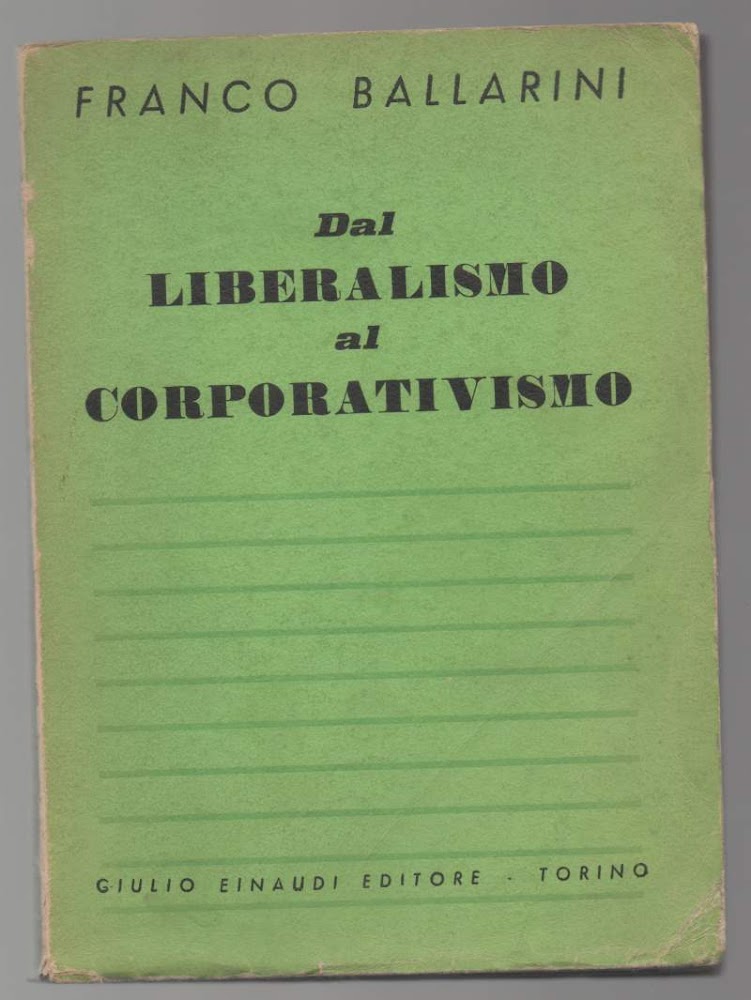 FRANCO BALLARINI
Dal
LIBERALISMO
al
CORPORATIVISMO
GIULIO EINAUDI EDITORE - TORINO